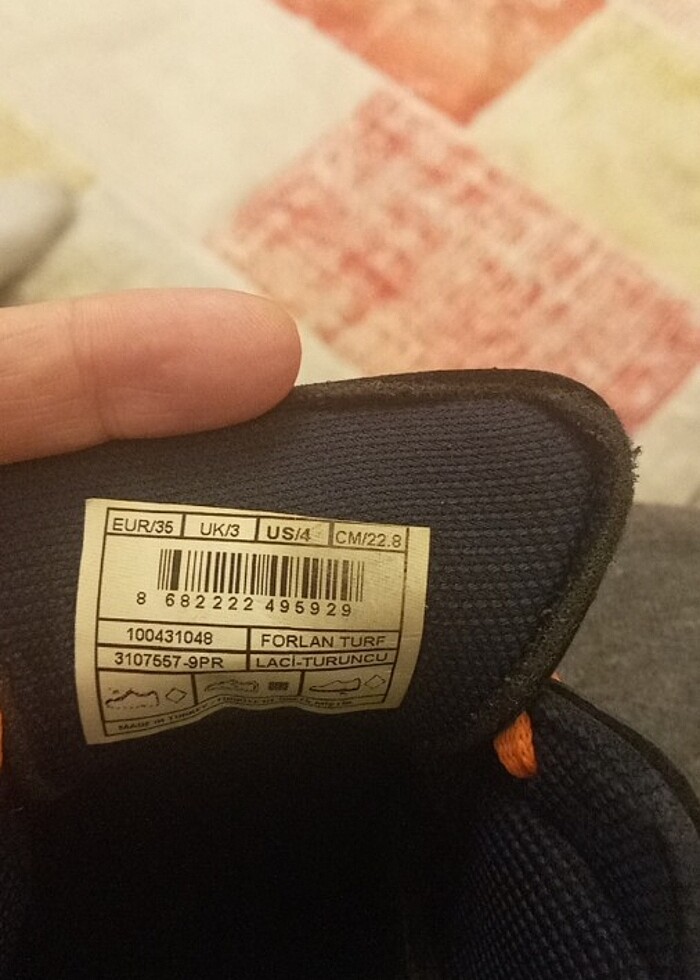 EUR/35 UK/3 US/4 CM/22.8
8 682222 495929
100431048 FORLAN TURF
3107557-9PR LACİ-TURUNCU
MADE IN TURKEY -